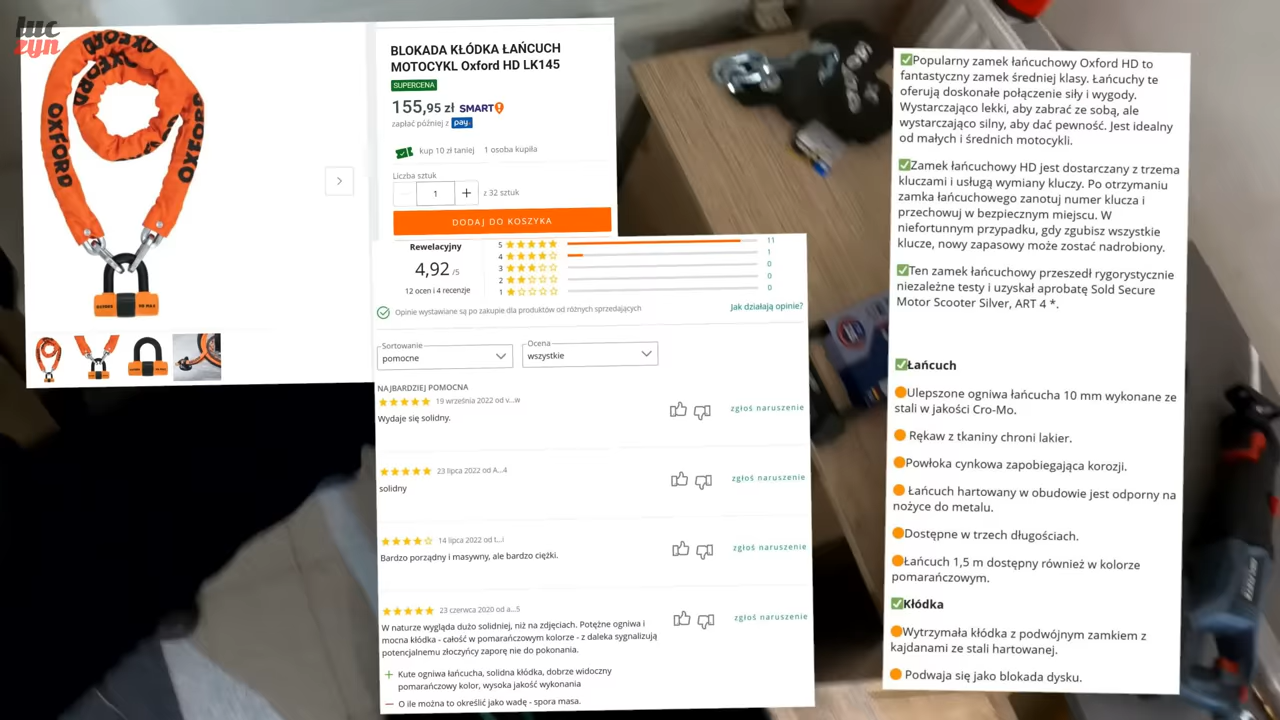 łuc
zyn
OXFORD
OXFORD
OXFORD
OXFORD
BLOKADA KŁÓDKA ŁAŃCUCH
MOTOCYKL Oxford HD LK145
SUPERCENA
155,95 zł SMART!
zapłać później z pay
kup 10 zł taniej 1 osoba kupiła
Liczba sztuk
1 + z 32 sztuk
DODAJ DO KOSZYKA
Rewelacyjny
4,92 /5
12 ocen i 4 recenzje
5 11
4 1
3 0
2 0
1 0
Opinie wystawiane są po zakupie dla produktów od różnych sprzedających
Jak działają opinie?
Sortowanie
pomocne
Ocena
wszystkie
NAJBARDZIEJ POMOCNA
19 września 2022 od v...w
zgłoś naruszenie
Wydaje się solidny.
23 lipca 2022 od A...4
zgłoś naruszenie
solidny
14 lipca 2022 od t...i
zgłoś naruszenie
Bardzo porządny i masywny, ale bardzo ciężki.
23 czerwca 2020 od a...5
zgłoś naruszenie
W naturze wygląda dużo solidniej, niż na zdjęciach. Potężne ogniwa i
mocna kłódka - całość w pomarańczowym kolorze - z daleka sygnalizują
potencjalnemu złoczyńcy zaporę nie do pokonania.
+ Kute ogniwa łańcucha, solidna kłódka, dobrze widoczny
pomarańczowy kolor, wysoka jakość wykonania
− O ile można to określić jako wadę - spora masa.
✅Popularny zamek łańcuchowy Oxford HD to
fantastyczny zamek średniej klasy. Łańcuchy te
oferują doskonałe połączenie siły i wygody.
Wystarczająco lekki, aby zabrać ze sobą, ale
wystarczająco silny, aby dać pewność. Jest idealny
od małych i średnich motocykli.
✅Zamek łańcuchowy HD jest dostarczany z trzema
kluczami i usługą wymiany kluczy. Po otrzymaniu
zamka łańcuchowego zanotuj numer klucza i
przechowuj w bezpiecznym miejscu. W
niefortunnym przypadku, gdy zgubisz wszystkie
klucze, nowy zapasowy może zostać nadrobiony.
✅Ten zamek łańcuchowy przeszedł rygorystycznie
niezależne testy i uzyskał aprobatę Sold Secure
Motor Scooter Silver, ART 4 *.
✅Łańcuch
🟠Ulepszone ogniwa łańcucha 10 mm wykonane ze
stali w jakości Cro-Mo.
🟠 Rękaw z tkaniny chroni lakier.
🟠Powłoka cynkowa zapobiegająca korozji.
🟠 Łańcuch hartowany w obudowie jest odporny na
nożyce do metalu.
🟠Dostępne w trzech długościach.
🟠Łańcuch 1,5 m dostępny również w kolorze
pomarańczowym.
✅Kłódka
🟠Wytrzymała kłódka z podwójnym zamkiem z
kajdanami ze stali hartowanej.
🟠 Podwaja się jako blokada dysku.